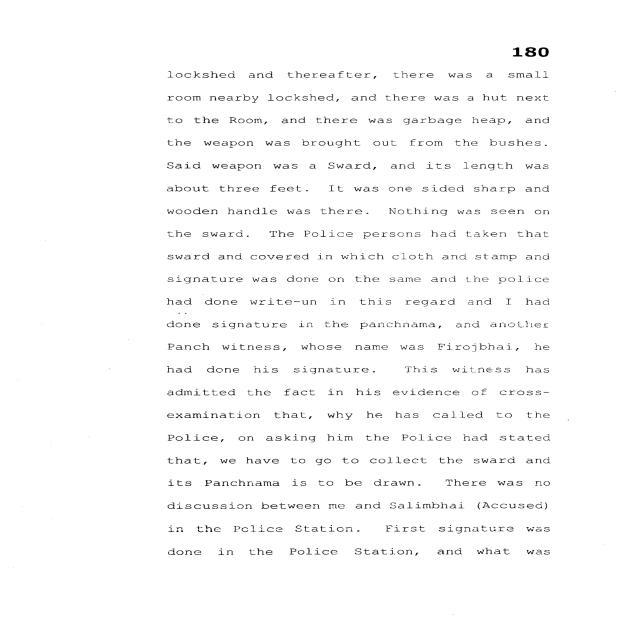 180
lockshed and thereafter, there was a small
room nearby lockshed, and there was a hut next
to the Room, and there was garbage heap, and
the weapon was brought out from the bushes.
Said weapon was a Sward, and its length was
about three feet. It was one sided sharp and
wooden handle was there. Nothing was seen on
the sward. The Police persons had taken that
sward and covered in which cloth and stamp and
signature was done on the same and the police
had done write-un in this regard and I had
done signature in the panchnama, and another
Panch witness, whose name was Firojbhai, he
had done his signature. This witness has
admitted the fact in his evidence of cross-
examination that, why he has called to the
Police, on asking him the Police had stated
that, we have to go to collect the sward and
its Panchnama is to be drawn. There was no
discussion between me and Salimbhai (Accused)
in the Police Station. First signature was
done in the Police Station, and what was